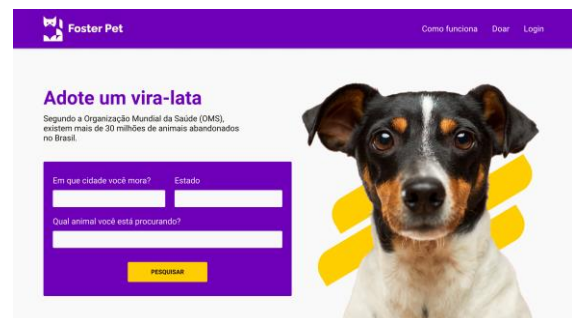 Foster Pet
Como funciona Doar Login
Adote um vira-lata
Segundo a Organização Mundial da Saúde (OMS),
existem mais de 30 milhões de animais abandonados
no Brasil.
Em que cidade você mora? Estado
Qual animal você está procurando?
PESQUISAR